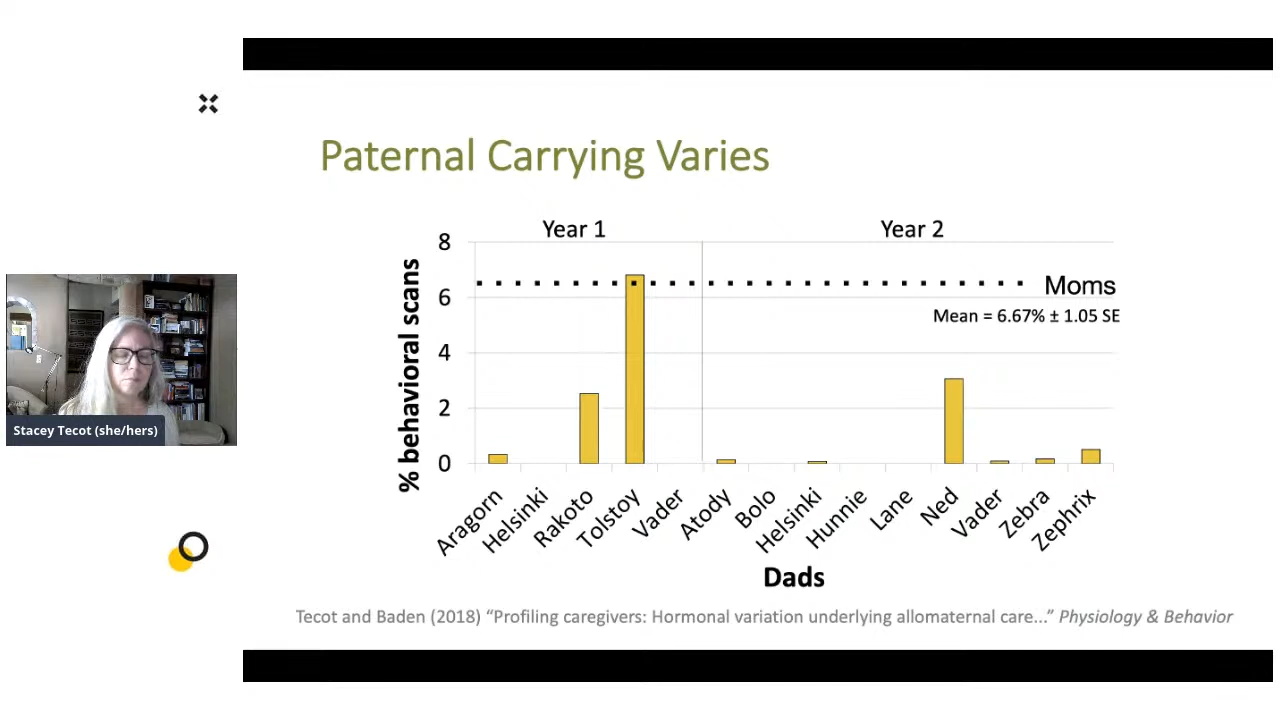 Paternal Carrying Varies
Year 1
Year 2
8
6
4
2
0
% behavioral scans
Moms
Mean = 6.67% ± 1.05 SE
Aragorn
Helsinki
Rakoto
Tolstoy
Vader
Atody
Bolo
Helsinki
Hunnie
Lane
Ned
Vader
Zebra
Zephrix
Dads
Tecot and Baden (2018) “Profiling caregivers: Hormonal variation underlying allomaternal care...” Physiology & Behavior
Stacey Tecot (she/hers)